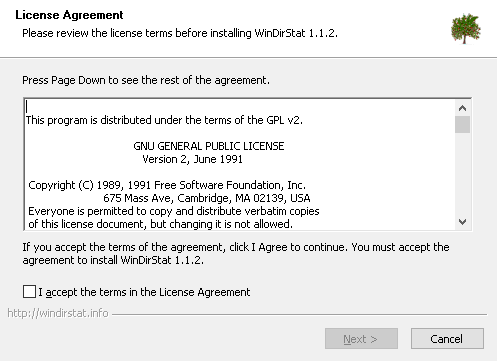 License Agreement
Please review the license terms before installing WinDirStat 1.1.2.
Press Page Down to see the rest of the agreement.
This program is distributed under the terms of the GPL v2.
GNU GENERAL PUBLIC LICENSE
Version 2, June 1991
Copyright (C) 1989, 1991 Free Software Foundation, Inc.
675 Mass Ave, Cambridge, MA 02139, USA
Everyone is permitted to copy and distribute verbatim copies
of this license document, but changing it is not allowed.
If you accept the terms of the agreement, click I Agree to continue. You must accept the
agreement to install WinDirStat 1.1.2.
I accept the terms in the License Agreement
http://windirstat.info
Next >
Cancel